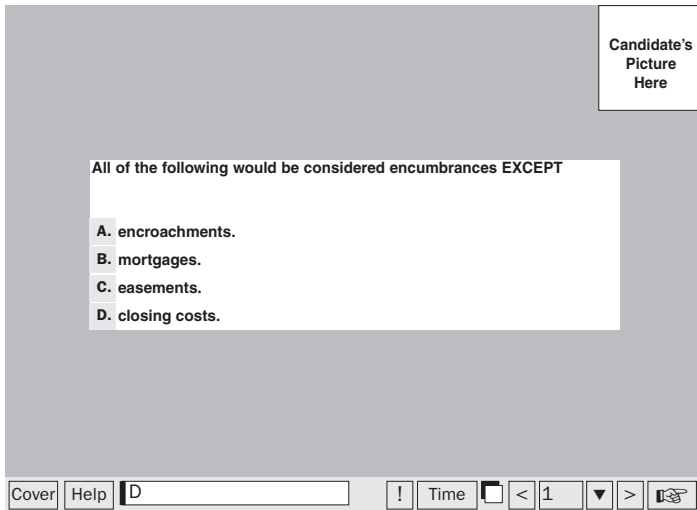 Candidate's
Picture
Here
All of the following would be considered encumbrances EXCEPT
A. encroachments.
B. mortgages.
C. easements.
D. closing costs.
Cover Help D ! Time < 1 ▼ > ☞